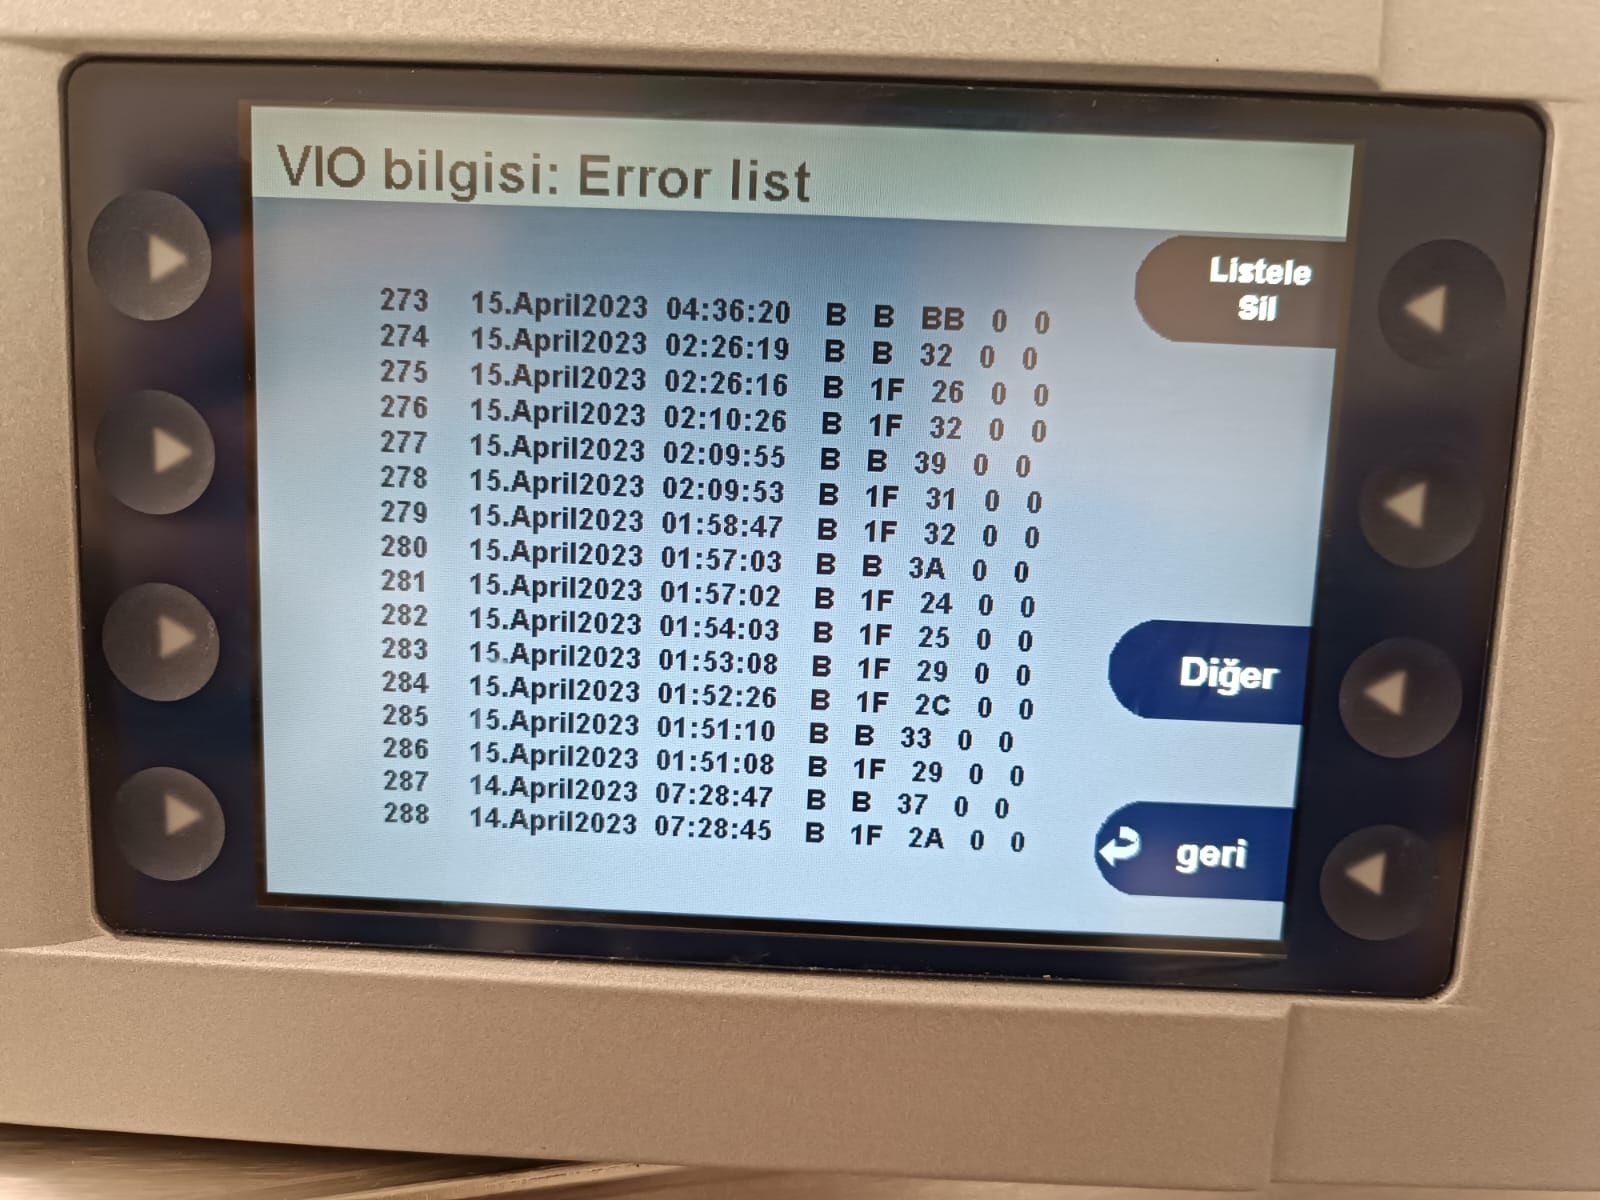 VIO bilgisi: Error list
Listele
Sil
273 15.April2023 04:36:20 B B BB 0 0
274 15.April2023 02:26:19 B B 32 0 0
275 15.April2023 02:26:16 B 1F 26 0 0
276 15.April2023 02:10:26 B 1F 32 0 0
277 15.April2023 02:09:55 B B 39 0 0
278 15.April2023 02:09:53 B 1F 31 0 0
279 15.April2023 01:58:47 B 1F 32 0 0
280 15.April2023 01:57:03 B B 3A 0 0
281 15.April2023 01:57:02 B 1F 24 0 0
282 15.April2023 01:54:03 B 1F 25 0 0
283 15.April2023 01:53:08 B 1F 29 0 0
284 15.April2023 01:52:26 B 1F 2C 0 0
285 15.April2023 01:51:10 B B 33 0 0
286 15.April2023 01:51:08 B 1F 29 0 0
287 14.April2023 07:28:47 B B 37 0 0
288 14.April2023 07:28:45 B 1F 2A 0 0
Diğer
geri